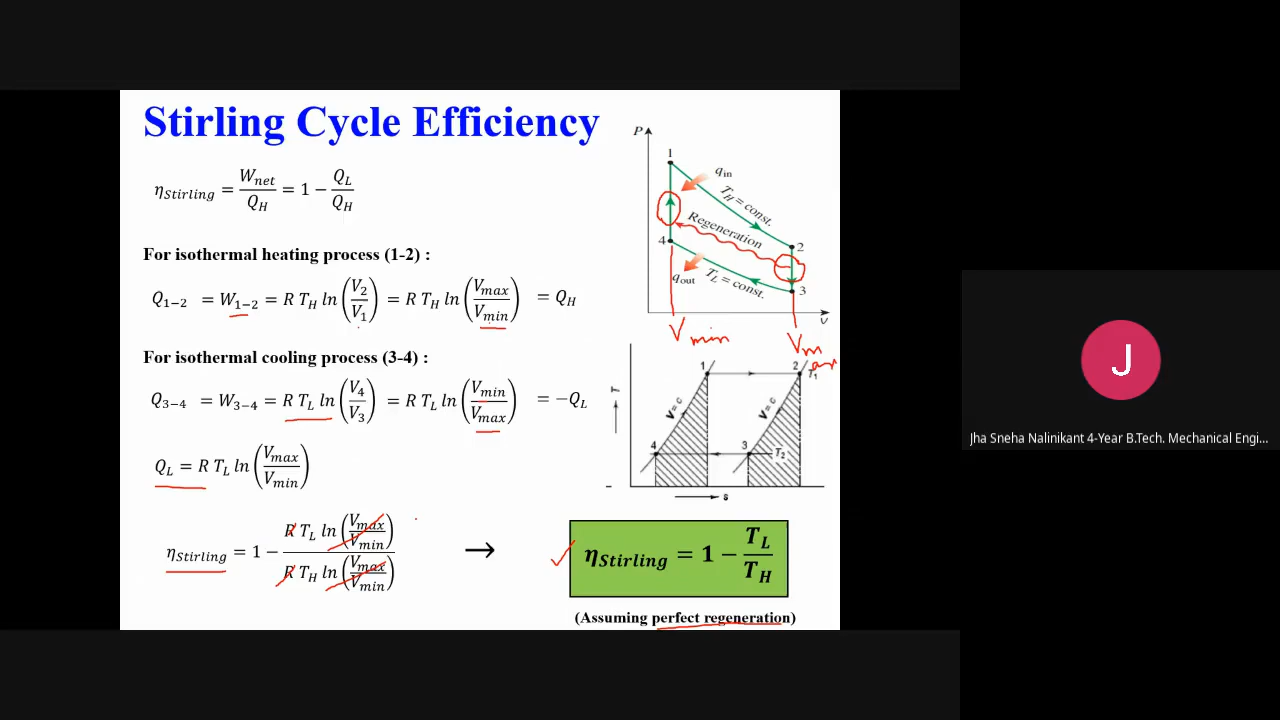 Stirling Cycle Efficiency
η_Stirling = W_net / Q_H = 1 − Q_L / Q_H
For isothermal heating process (1-2) :
Q_1−2 = W_1−2 = R T_H ln (V_2 / V_1) = R T_H ln (V_max / V_min) = Q_H
For isothermal cooling process (3-4) :
Q_3−4 = W_3−4 = R T_L ln (V_4 / V_3) = R T_L ln (V_min / V_max) = −Q_L
Q_L = R T_L ln (V_max / V_min)
η_Stirling = 1 − R T_L ln (V_max / V_min) / R T_H ln (V_max / V_min) →
η_Stirling = 1 − T_L / T_H
(Assuming perfect regeneration)
P
1
q_in
T_H = const.
Regeneration
2
4
q_out
T_L = const.
3
v
V min
V m
T
1
2
T_1
V = c
V = c
4
3
T_2
s
J
Jha Sneha Nalinikant 4-Year B.Tech. Mechanical Engi...